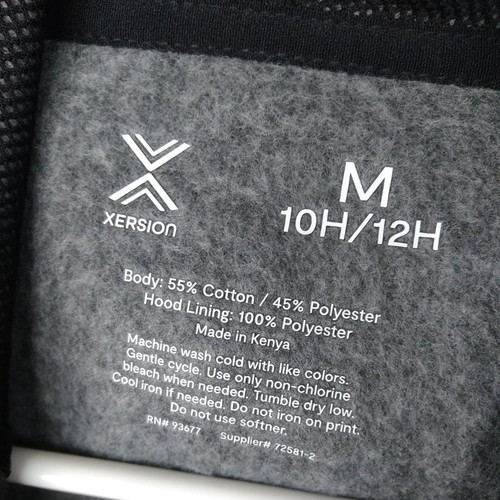 XERSION
M
10H/12H
Body: 55% Cotton / 45% Polyester
Hood Lining: 100% Polyester
Made in Kenya
Machine wash cold with like colors.
Gentle cycle. Use only non-chlorine
bleach when needed. Tumble dry low.
Cool iron if needed. Do not iron on print.
Do not use softner.
RN# 93677 Supplier# 72581-2